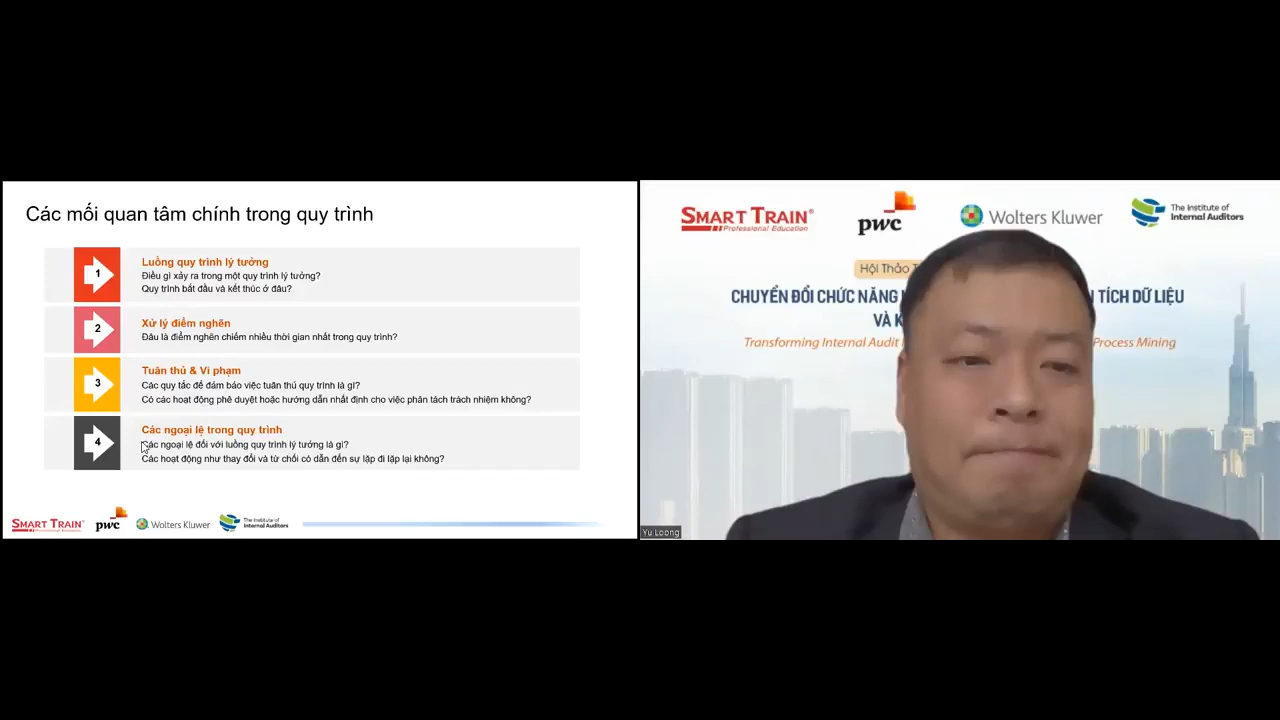 Các mối quan tâm chính trong quy trình
1
Luồng quy trình lý tưởng
Điều gì xảy ra trong một quy trình lý tưởng?
Quy trình bắt đầu và kết thúc ở đâu?
2
Xử lý điểm nghẽn
Đâu là điểm nghẽn chiếm nhiều thời gian nhất trong quy trình?
3
Tuân thủ & Vi phạm
Các quy tắc để đảm bảo việc tuân thủ quy trình là gì?
Có các hoạt động phê duyệt hoặc hướng dẫn nhất định cho việc phân tách trách nhiệm không?
4
Các ngoại lệ trong quy trình
Các ngoại lệ đối với luồng quy trình lý tưởng là gì?
Các hoạt động như thay đổi và từ chối có dẫn đến sự lặp đi lặp lại không?
SMART TRAIN
Professional Education
pwc
Wolters Kluwer
The Institute of
Internal Auditors
SMART TRAIN
Professional Education
pwc
Wolters Kluwer
The Institute of
Internal Auditors
Hội Thảo
CHUYỂN ĐỔI CHỨC NĂNG TÍCH DỮ LIỆU
VÀ
Transforming Internal Audit Process Mining
Yu Loong